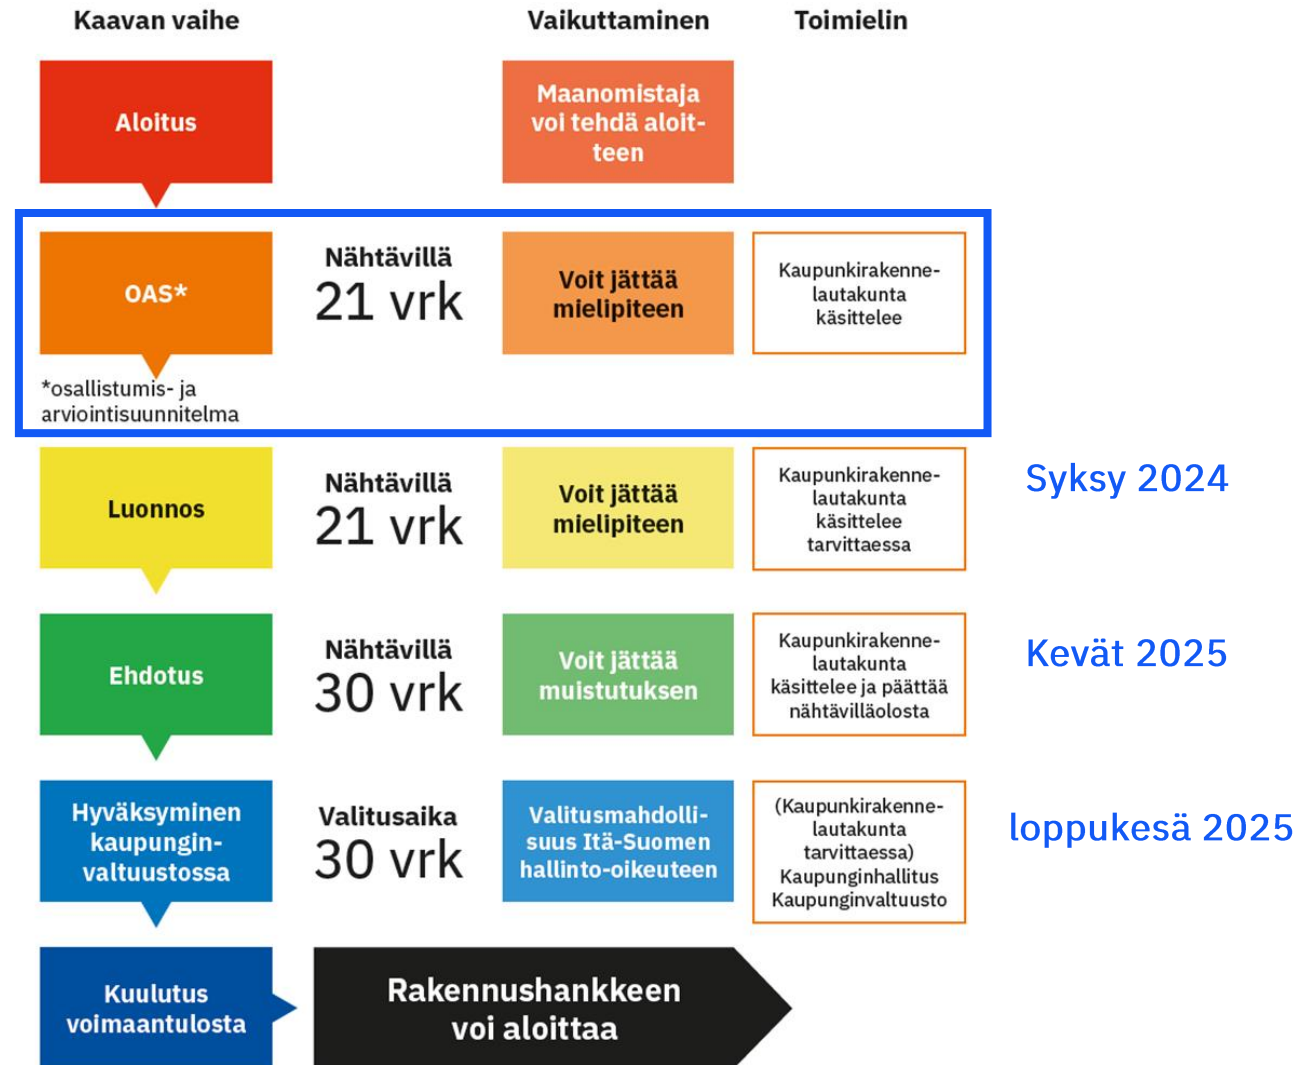 Kaavan vaihe
Vaikuttaminen
Toimielin
Aloitus
Maanomistaja
voi tehdä aloit-
teen
OAS*
Nähtävillä
21 vrk
Voit jättää
mielipiteen
Kaupunkirakenne-
lautakunta
käsittelee
*osallistumis- ja
arviointisuunnitelma
Luonnos
Nähtävillä
21 vrk
Voit jättää
mielipiteen
Kaupunkirakenne-
lautakunta
käsittelee
tarvittaessa
Syksy 2024
Ehdotus
Nähtävillä
30 vrk
Voit jättää
muistutuksen
Kaupunkirakenne-
lautakunta
käsittelee ja päättää
nähtävilläolosta
Kevät 2025
Hyväksyminen
kaupungin-
valtuustossa
Valitusaika
30 vrk
Valitusmahdolli-
suus Itä-Suomen
hallinto-oikeuteen
(Kaupunkirakenne-
lautakunta
tarvittaessa)
Kaupunginhallitus
Kaupunginvaltuusto
loppukesä 2025
Kuulutus
voimaantulosta
Rakennushankkeen
voi aloittaa